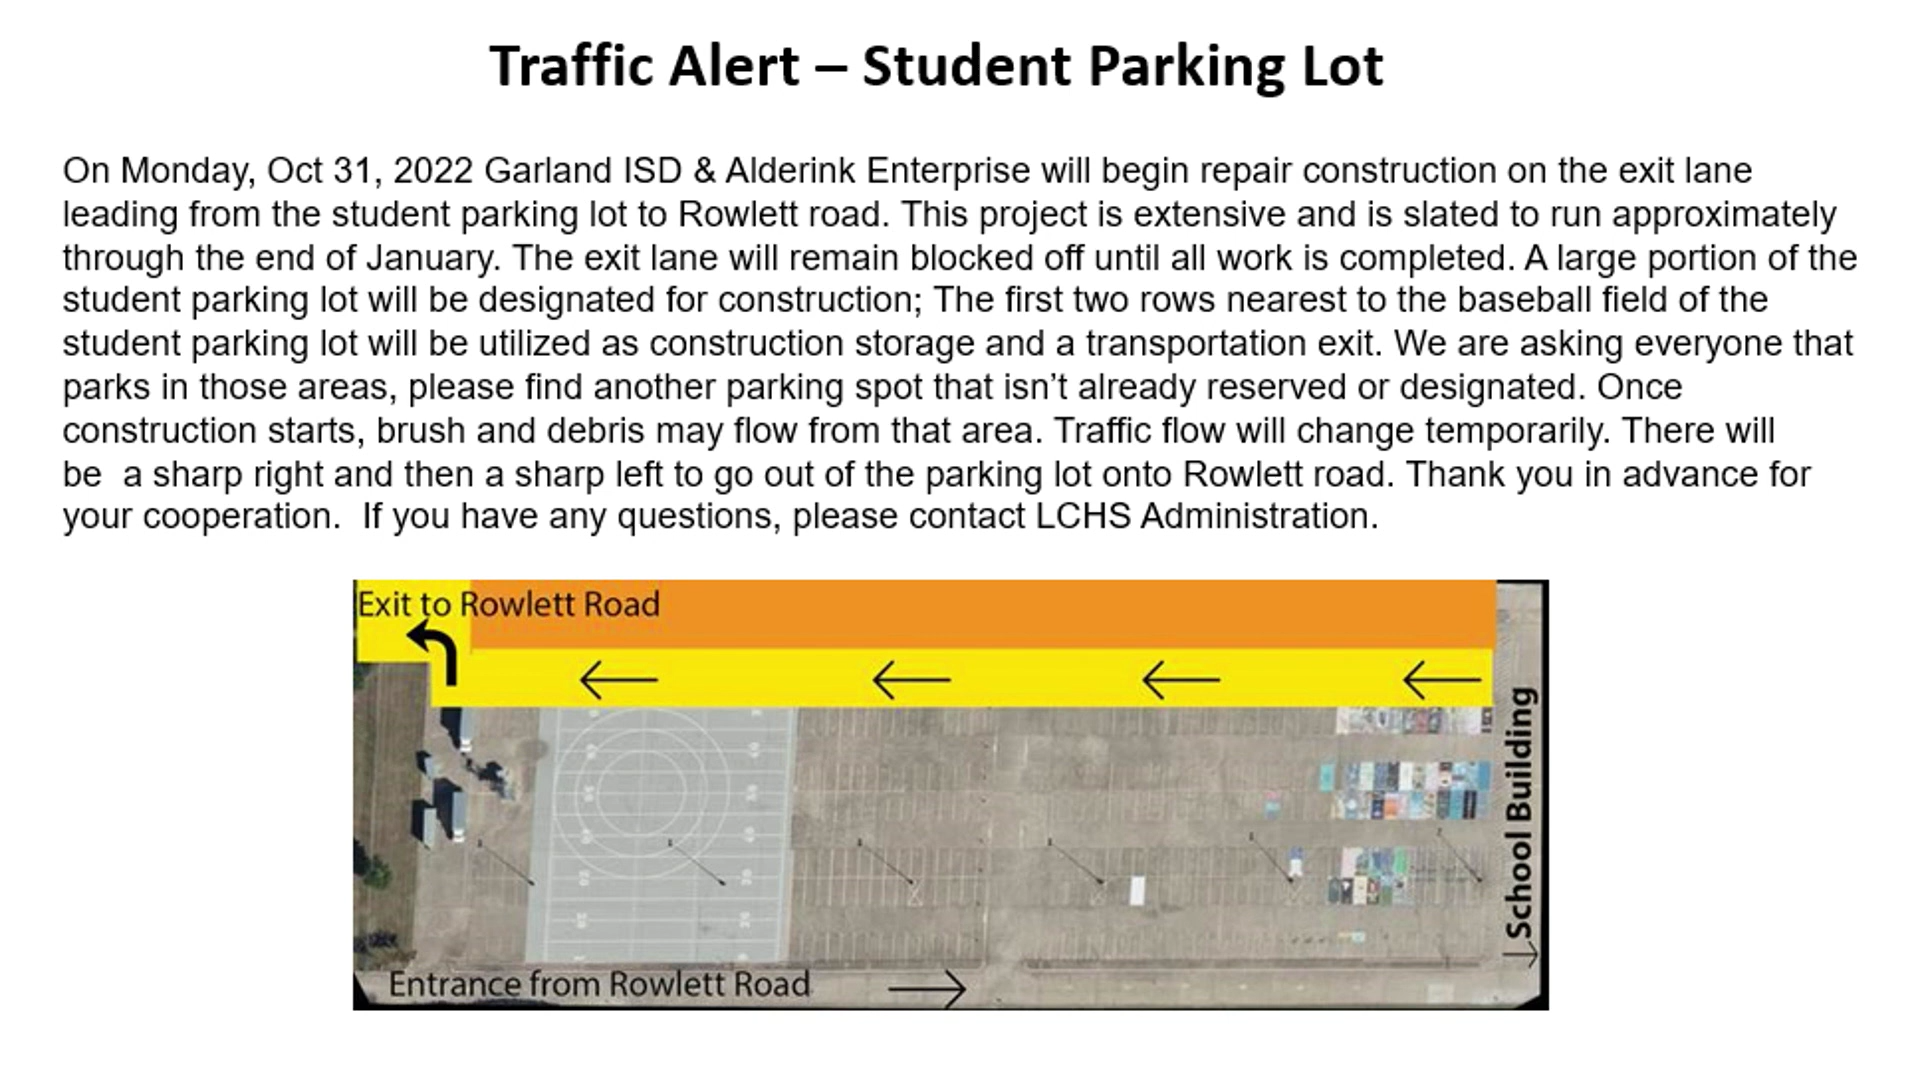 Traffic Alert – Student Parking Lot
On Monday, Oct 31, 2022 Garland ISD & Alderink Enterprise will begin repair construction on the exit lane
leading from the student parking lot to Rowlett road. This project is extensive and is slated to run approximately
through the end of January. The exit lane will remain blocked off until all work is completed. A large portion of the
student parking lot will be designated for construction; The first two rows nearest to the baseball field of the
student parking lot will be utilized as construction storage and a transportation exit. We are asking everyone that
parks in those areas, please find another parking spot that isn’t already reserved or designated. Once
construction starts, brush and debris may flow from that area. Traffic flow will change temporarily. There will
be  a sharp right and then a sharp left to go out of the parking lot onto Rowlett road. Thank you in advance for
your cooperation.  If you have any questions, please contact LCHS Administration.
Exit to Rowlett Road
School Building
Entrance from Rowlett Road